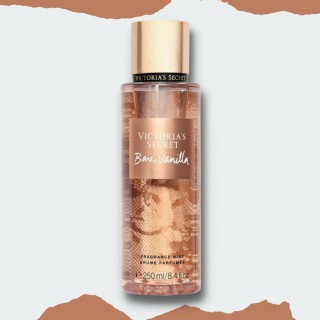 VICTORIA'S SECRET
VICTORIA'S
SECRET
Bare Vanilla
FRAGRANCE MIST
BRUME PARFUMÉE
e 250 ml/8.4 fl oz